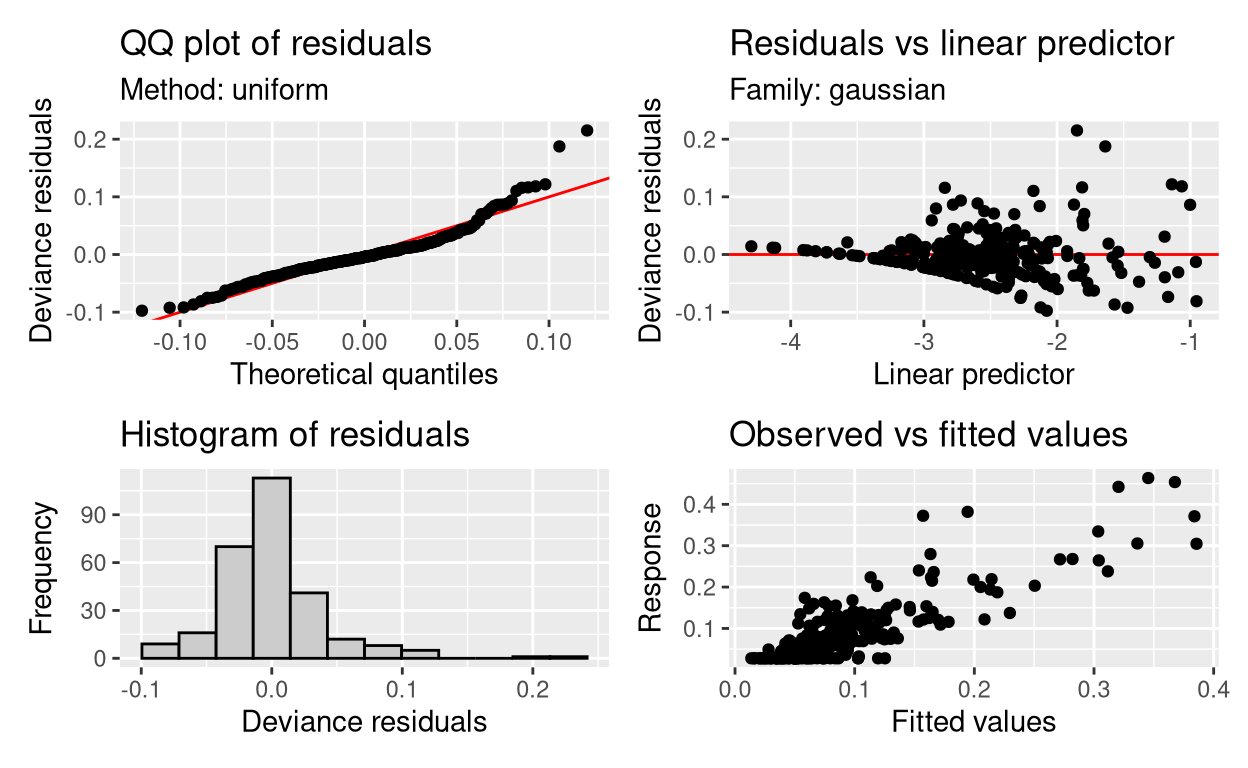 QQ plot of residuals
Method: uniform
Deviance residuals
0.2
0.1
0.0
-0.1
-0.10
-0.05
0.00
0.05
0.10
Theoretical quantiles
Residuals vs linear predictor
Family: gaussian
Deviance residuals
0.2
0.1
0.0
-0.1
-4
-3
-2
-1
Linear predictor
Histogram of residuals
Frequency
90
60
30
0
-0.1
0.0
0.1
0.2
Deviance residuals
Observed vs fitted values
Response
0.4
0.3
0.2
0.1
0.0
0.1
0.2
0.3
0.4
Fitted values